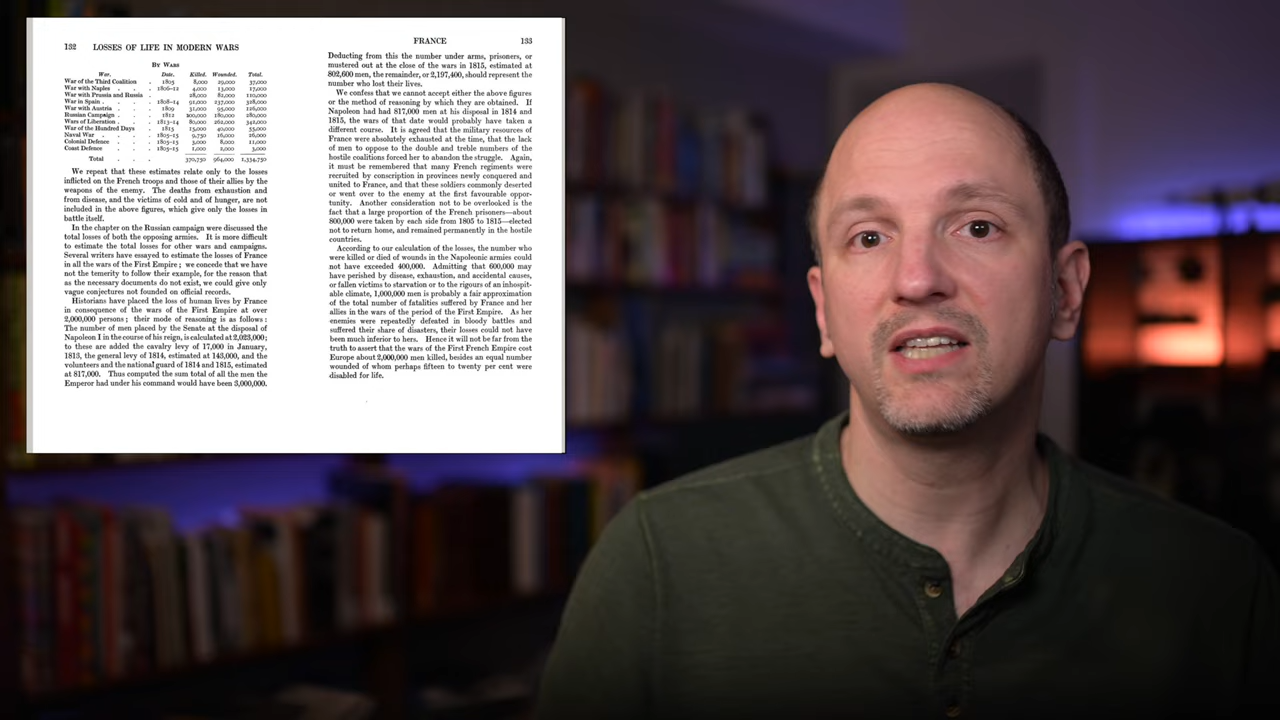 132 LOSSES OF LIFE IN MODERN WARS
BY WARS
War. Date. Killed. Wounded. Total.
War of the Third Coalition . 1805 8,000 29,000 37,000
War with Naples . . . 1806-12 4,000 13,000 17,000
War with Prussia and Russia . 28,000 82,000 110,000
War in Spain . . . . 1808-14 91,000 237,000 328,000
War with Austria . . . 1809 31,000 95,000 126,000
Russian Campaign . . . 1812 100,000 180,000 280,000
Wars of Liberation . . . 1813-14 80,000 262,000 342,000
War of the Hundred Days . 1815 15,000 40,000 55,000
Naval War . . . . 1805-15 9,750 16,000 26,000
Colonial Defence . . . 1805-15 3,000 8,000 11,000
Coast Defence . . . 1805-15 1,000 2,000 3,000
Total . . . 370,750 964,000 1,334,750
We repeat that these estimates relate only to the losses
inflicted on the French troops and those of their allies by the
weapons of the enemy. The deaths from exhaustion and
from disease, and the victims of cold and of hunger, are not
included in the above figures, which give only the losses in
battle itself.
In the chapter on the Russian campaign were discussed the
total losses of both the opposing armies. It is more difficult
to estimate the total losses for other wars and campaigns.
Several writers have essayed to estimate the losses of France
in all the wars of the First Empire ; we concede that we have
not the temerity to follow their example, for the reason that
as the necessary documents do not exist, we could give only
vague conjectures not founded on official records.
Historians have placed the loss of human lives by France
in consequence of the wars of the First Empire at over
2,000,000 persons ; their mode of reasoning is as follows :
The number of men placed by the Senate at the disposal of
Napoleon I in the course of his reign, is calculated at 2,023,000;
to these are added the cavalry levy of 17,000 in January,
1813, the general levy of 1814, estimated at 143,000, and the
volunteers and the national guard of 1814 and 1815, estimated
at 817,000. Thus computed the sum total of all the men the
Emperor had under his command would have been 3,000,000.
FRANCE 133
Deducting from this the number under arms, prisoners, or
mustered out at the close of the wars in 1815, estimated at
802,600 men, the remainder, or 2,197,400, should represent the
number who lost their lives.
We confess that we cannot accept either the above figures
or the method of reasoning by which they are obtained. If
Napoleon had had 817,000 men at his disposal in 1814 and
1815, the wars of that date would probably have taken a
different course. It is agreed that the military resources of
France were absolutely exhausted at the time, that the lack
of men to oppose to the double and treble numbers of the
hostile coalitions forced her to abandon the struggle. Again,
it must be remembered that many French regiments were
recruited by conscription in provinces newly conquered and
united to France, and that these soldiers commonly deserted
or went over to the enemy at the first favourable oppor-
tunity. Another consideration not to be overlooked is the
fact that a large proportion of the French prisoners—about
800,000 were taken by each side from 1805 to 1815—elected
not to return home, and remained permanently in the hostile
countries.
According to our calculation of the losses, the number who
were killed or died of wounds in the Napoleonic armies could
not have exceeded 400,000. Admitting that 600,000 may
have perished by disease, exhaustion, and accidental causes,
or fallen victims to starvation or to the rigours of an inhospit-
able climate, 1,000,000 men is probably a fair approximation
of the total number of fatalities suffered by France and her
allies in the wars of the period of the First Empire. As her
enemies were repeatedly defeated in bloody battles and
suffered their share of disasters, their losses could not have
been much inferior to hers. Hence it will not be far from the
truth to assert that the wars of the First French Empire cost
Europe about 2,000,000 men killed, besides an equal number
wounded of whom perhaps fifteen to twenty per cent were
disabled for life.